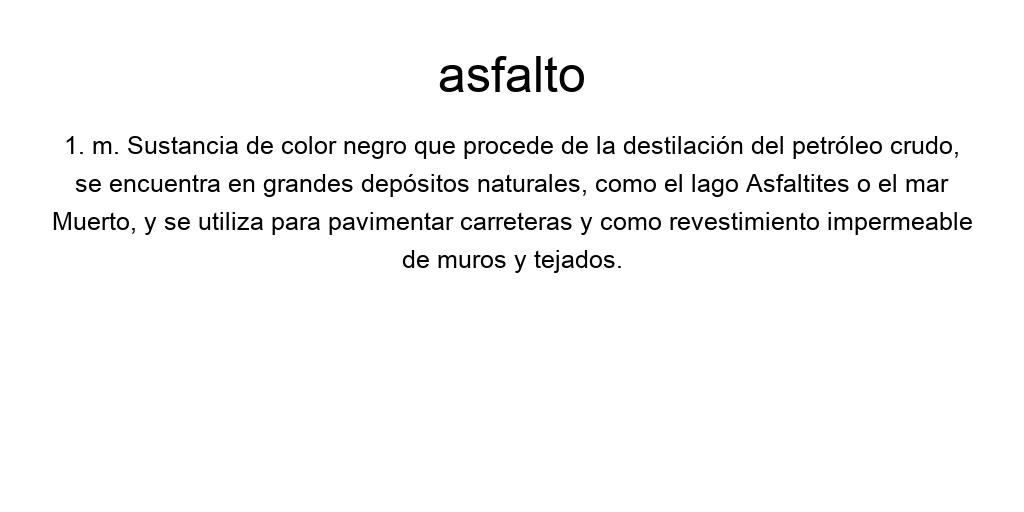 asfalto
1. m. Sustancia de color negro que procede de la destilación del petróleo crudo,
se encuentra en grandes depósitos naturales, como el lago Asfaltites o el mar
Muerto, y se utiliza para pavimentar carreteras y como revestimiento impermeable
de muros y tejados.